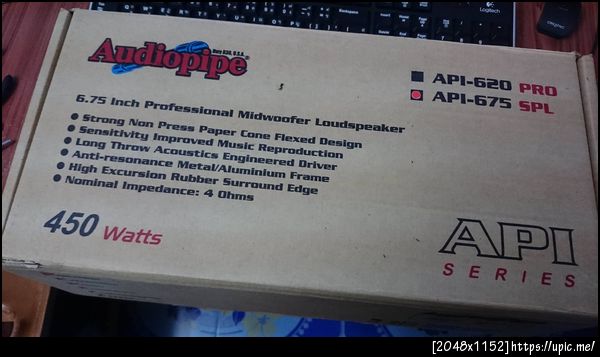 Audiopipe
API-620 PRO
API-675 SPL
6.75 Inch Professional Midwoofer Loudspeaker
Strong Non Press Paper Cone Flexed Design
Sensitivity Improved Music Reproduction
Long Throw Acoustics Engineered Driver
Anti-resonance Metal/Aluminium Frame
High Excursion Rubber Surround Edge
Nominal Impedance: 4 Ohms
450 Watts
API
SERIES
Logitech
[2048x1152]https://upic.me/